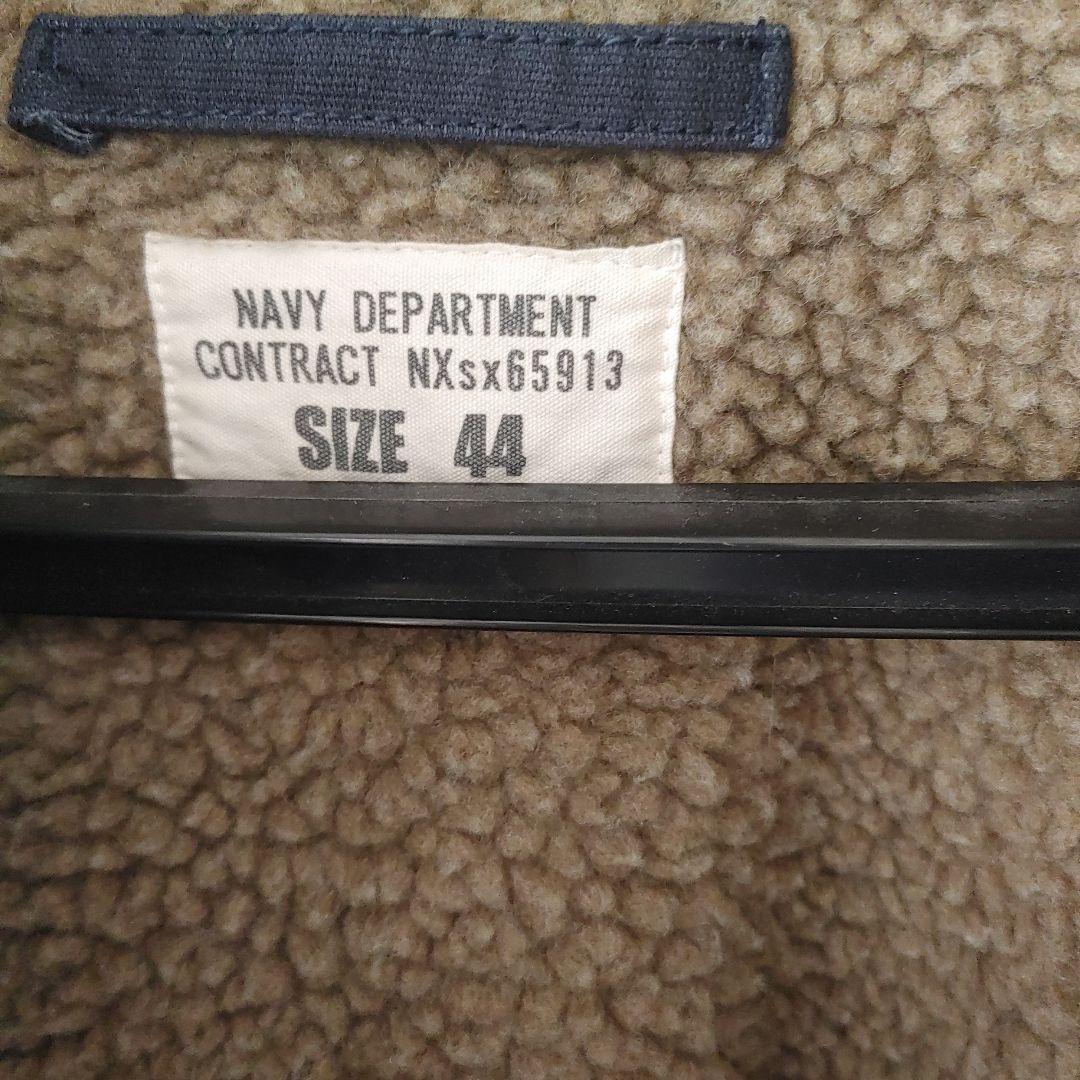 NAVY DEPARTMENT
CONTRACT NXsx65913
SIZE 44